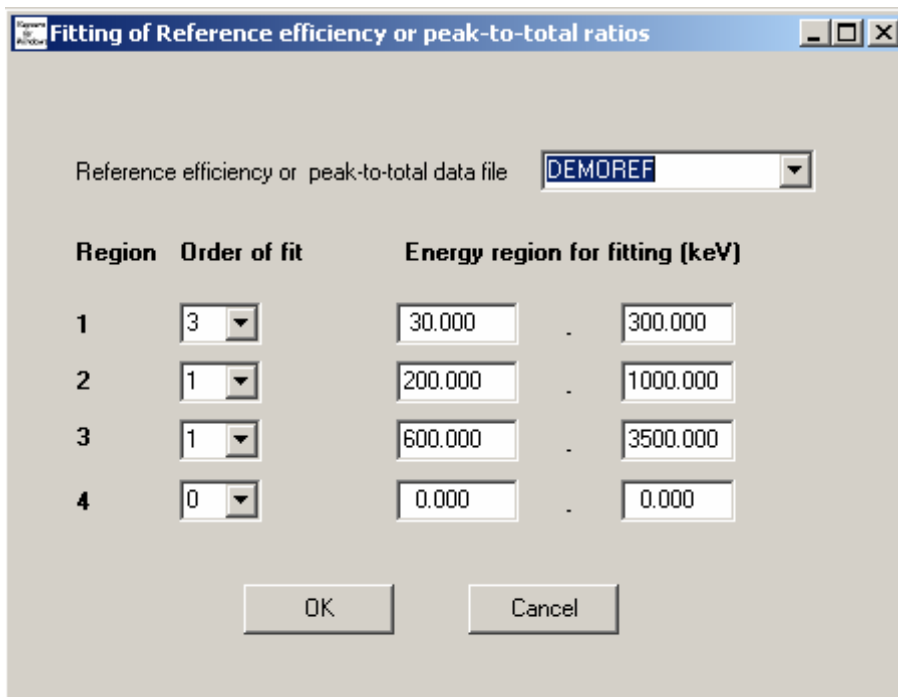 Fitting of Reference efficiency or peak-to-total ratios
Reference efficiency or peak-to-total data file DEMOREF
Region Order of fit Energy region for fitting (keV)
1 3 30.000 - 300.000
2 1 200.000 - 1000.000
3 1 600.000 - 3500.000
4 0 0.000 - 0.000
OK Cancel